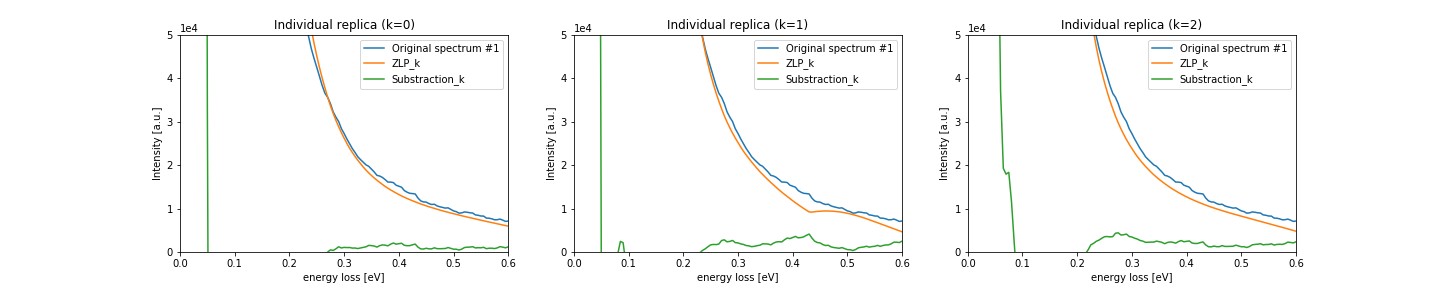 Individual replica (k=0)
1e4
Original spectrum #1
ZLP_k
Substraction_k
Intensity [a.u.]
5
4
3
2
1
0
0.0 0.1 0.2 0.3 0.4 0.5 0.6
energy loss [eV]
Individual replica (k=1)
1e4
Original spectrum #1
ZLP_k
Substraction_k
Intensity [a.u.]
5
4
3
2
1
0
0.0 0.1 0.2 0.3 0.4 0.5 0.6
energy loss [eV]
Individual replica (k=2)
1e4
Original spectrum #1
ZLP_k
Substraction_k
Intensity [a.u.]
5
4
3
2
1
0
0.0 0.1 0.2 0.3 0.4 0.5 0.6
energy loss [eV]